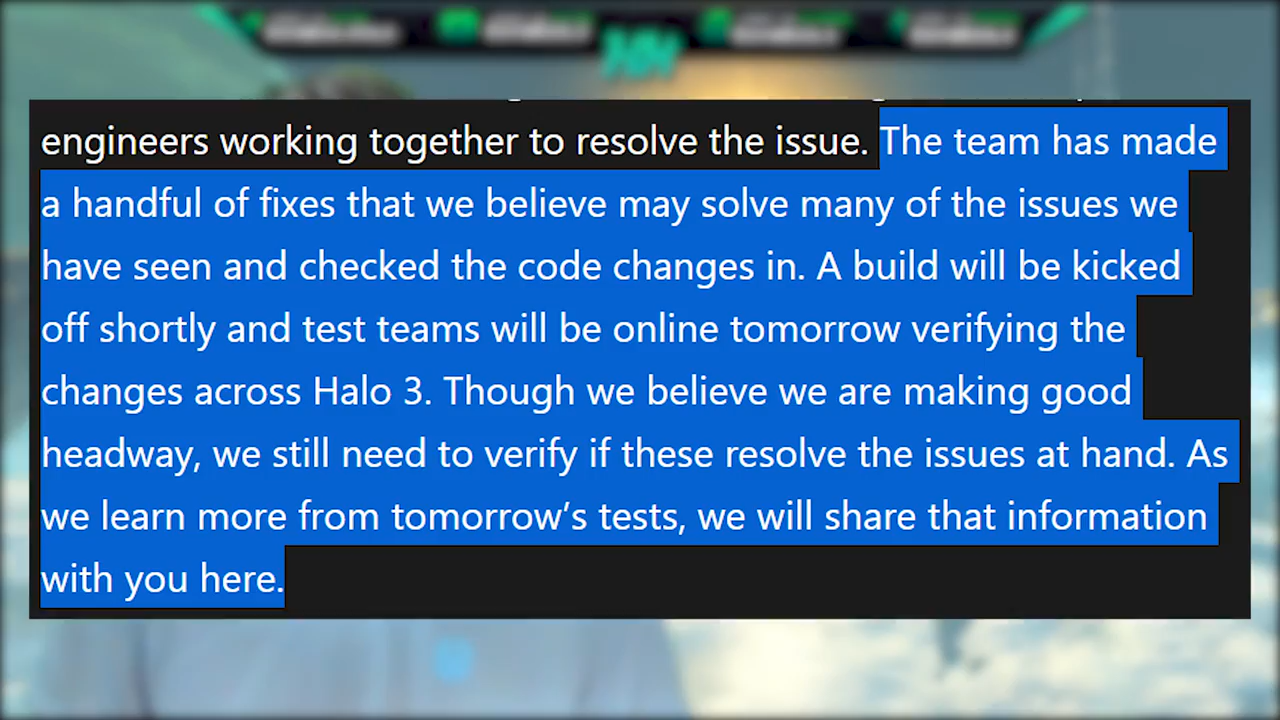 engineers working together to resolve the issue. The team has made
a handful of fixes that we believe may solve many of the issues we
have seen and checked the code changes in. A build will be kicked
off shortly and test teams will be online tomorrow verifying the
changes across Halo 3. Though we believe we are making good
headway, we still need to verify if these resolve the issues at hand. As
we learn more from tomorrow’s tests, we will share that information
with you here.